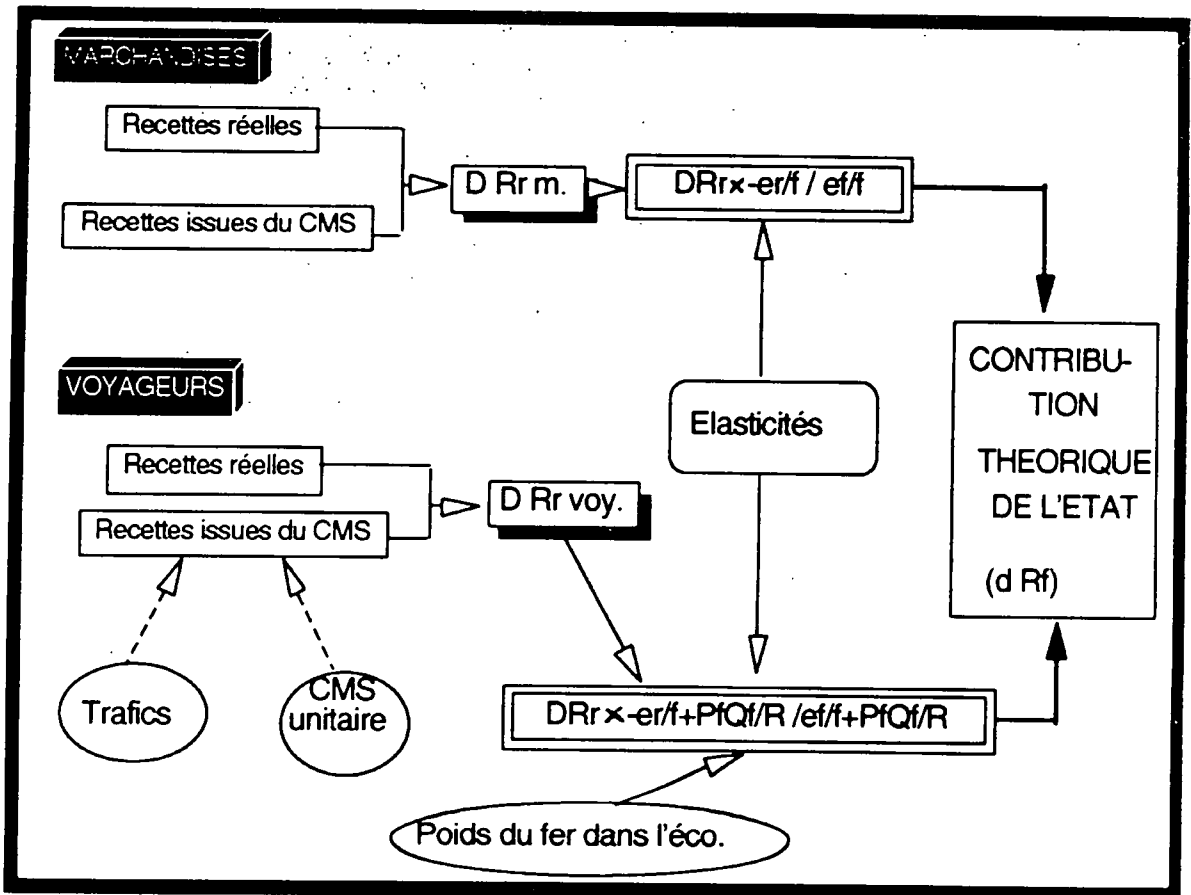 MARCHANDISES
Recettes réelles
Recettes issues du CMS
D Rr m.
DRr×-er/f / ef/f
VOYAGEURS
Recettes réelles
Recettes issues du CMS
D Rr voy.
Elasticités
CONTRIBU-
TION
THEORIQUE
DE L'ETAT
(d Rf)
Trafics
CMS
unitaire
DRr×-er/f+PfQf/R /ef/f+PfQf/R
Poids du fer dans l'éco.